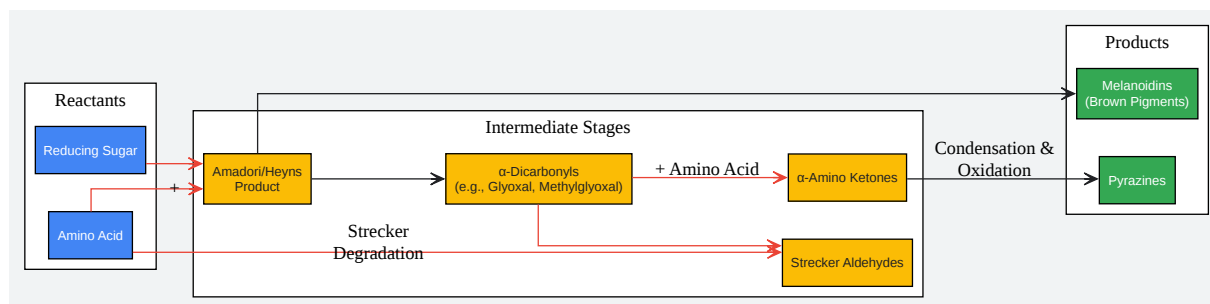 Products
Melanoidins
(Brown Pigments)
Reactants
Intermediate Stages
Reducing Sugar
Amadori/Heyns
Product
α-Dicarbonyls
(e.g., Glyoxal, Methylglyoxal)
+ Amino Acid
α-Amino Ketones
Condensation &
Oxidation
Pyrazines
+
Amino Acid
Strecker
Degradation
Strecker Aldehydes